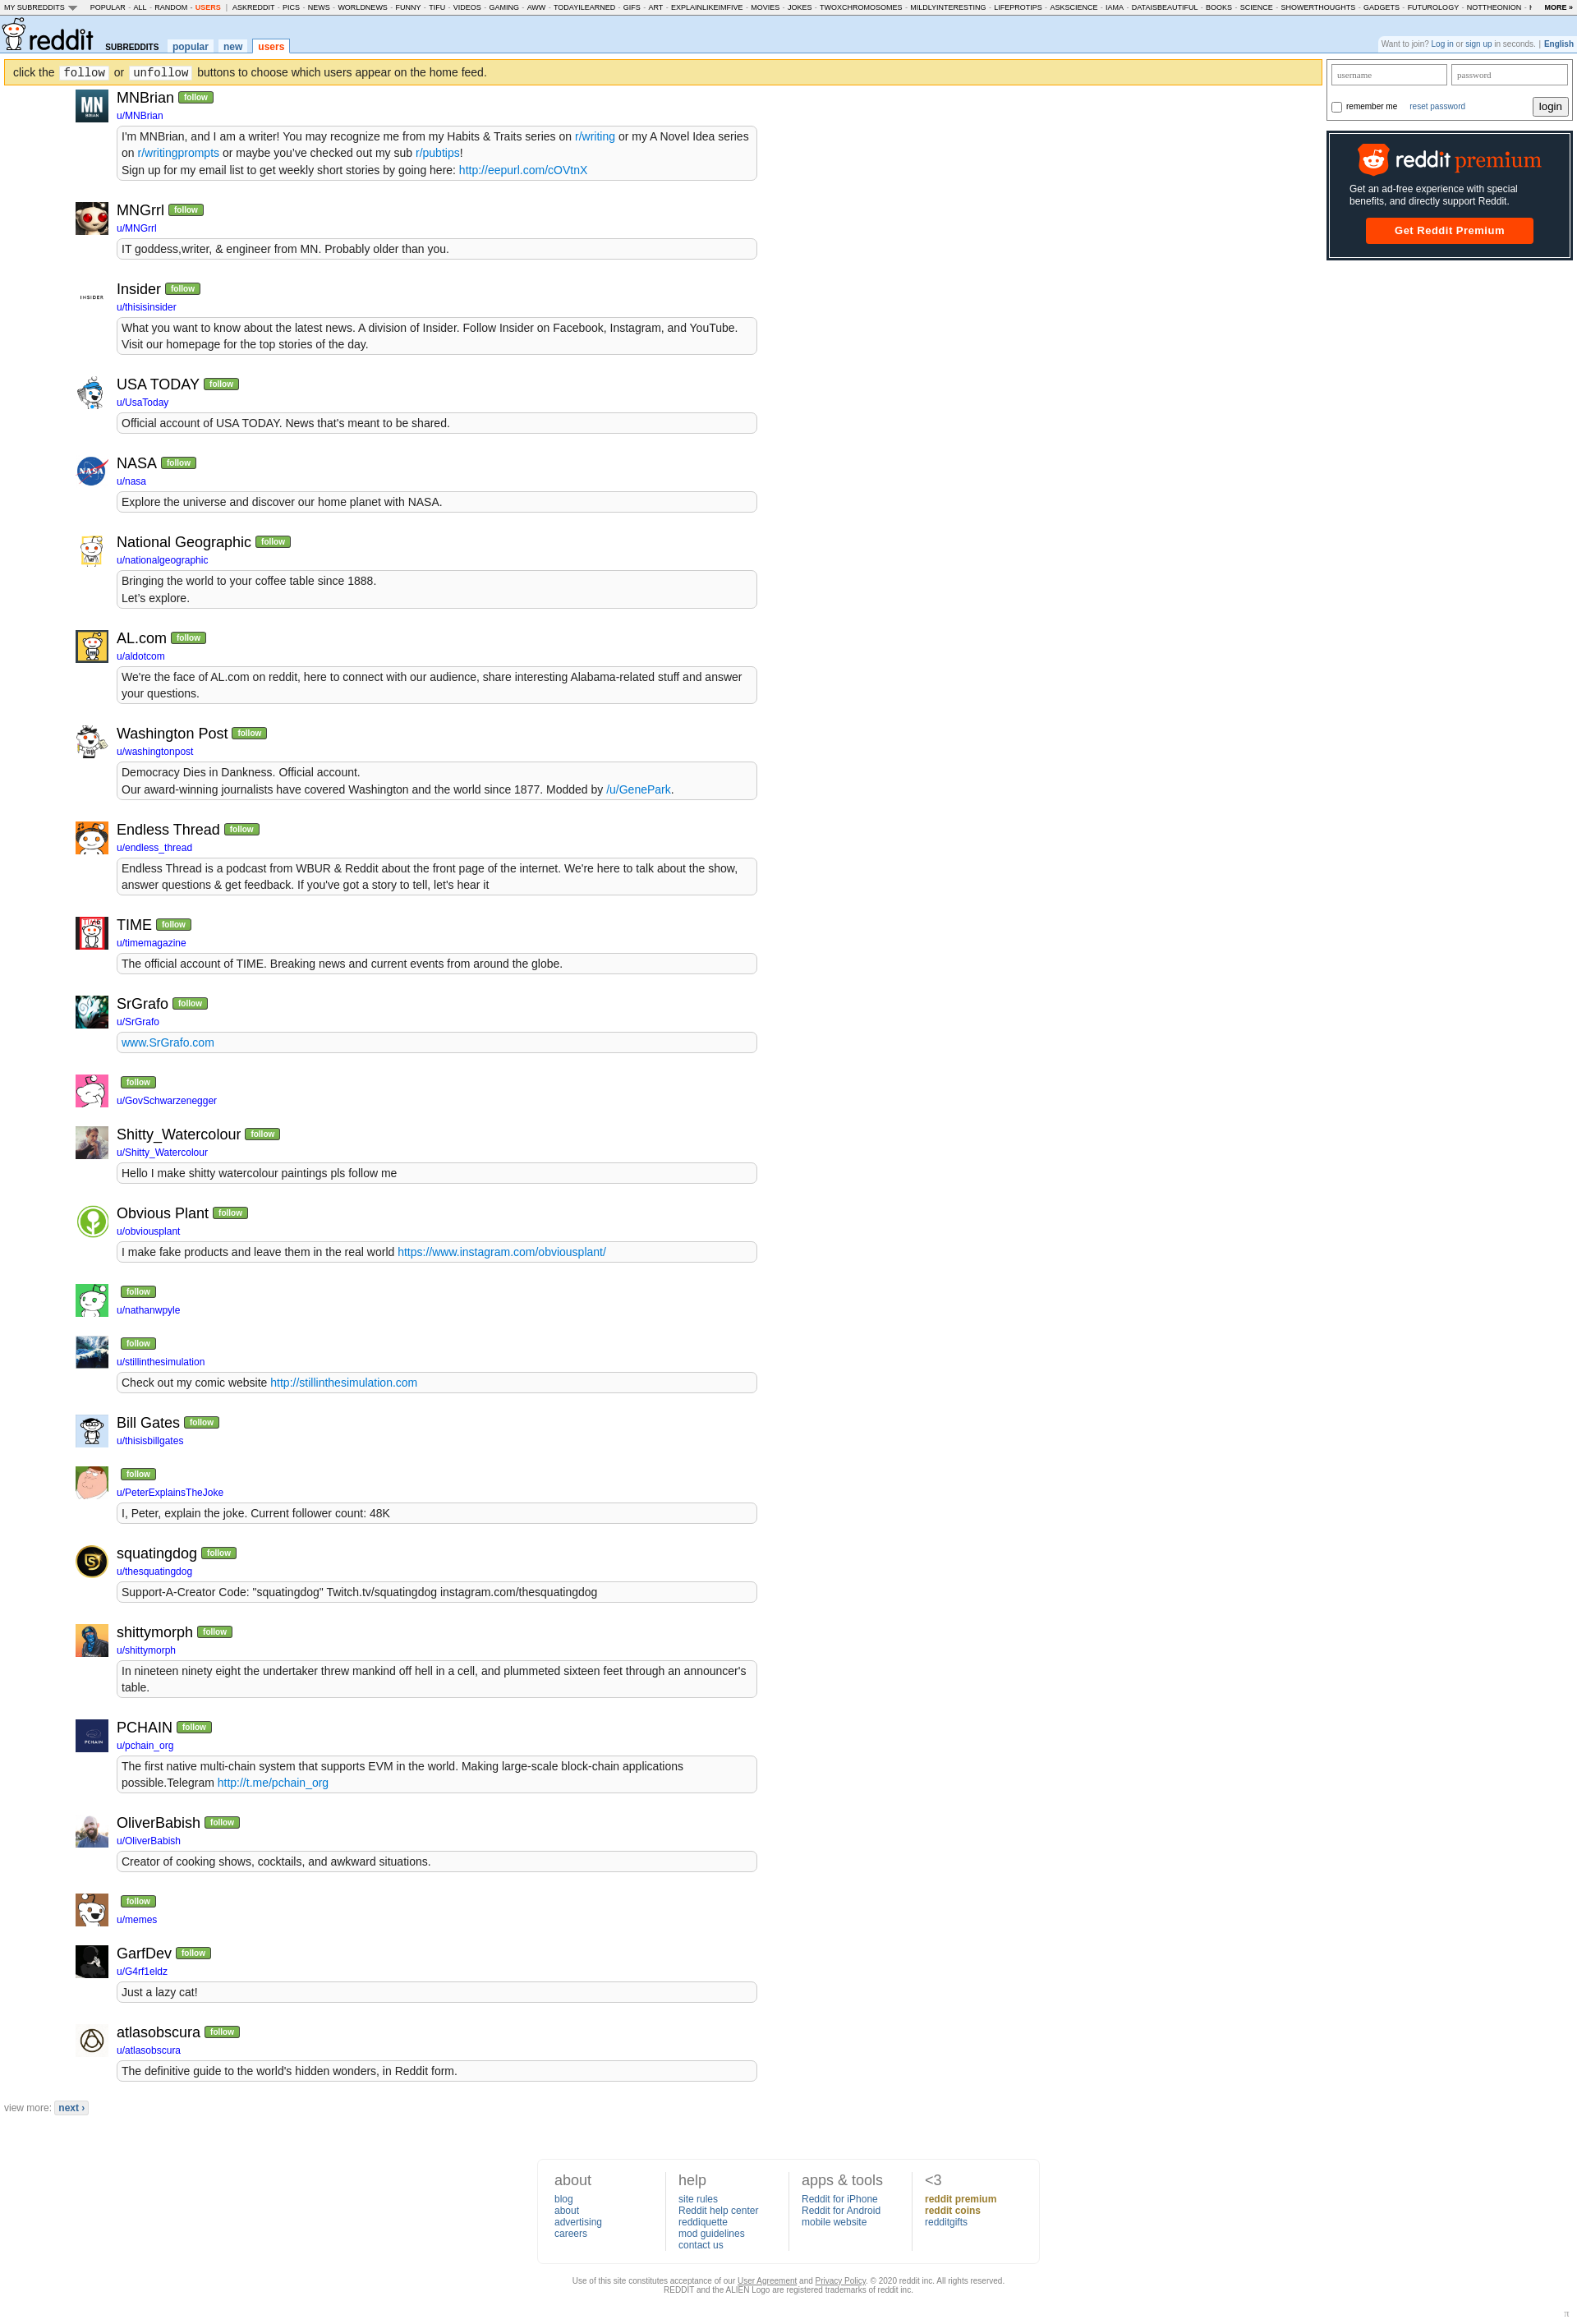 MY SUBREDDITS POPULAR - ALL - RANDOM - USERS | ASKREDDIT - PICS - NEWS - WORLDNEWS - FUNNY - TIFU - VIDEOS - GAMING - AWW - TODAYILEARNED - GIFS - ART - EXPLAINLIKEIMFIVE - MOVIES - JOKES - TWOXCHROMOSOMES - MILDLYINTERESTING - LIFEPROTIPS - ASKSCIENCE - IAMA - DATAISBEAUTIFUL - BOOKS - SCIENCE - SHOWERTHOUGHTS - GADGETS - FUTUROLOGY - NOTTHEONION - MORE »
reddit SUBREDDITS popular new users
Want to join? Log in or sign up in seconds. | English
click the follow or unfollow buttons to choose which users appear on the home feed.
username password
remember me reset password login
reddit premium
Get an ad-free experience with special
benefits, and directly support Reddit.
Get Reddit Premium
MN
BRIAN
MNBrian follow
u/MNBrian
I'm MNBrian, and I am a writer! You may recognize me from my Habits & Traits series on r/writing or my A Novel Idea series
on r/writingprompts or maybe you've checked out my sub r/pubtips!
Sign up for my email list to get weekly short stories by going here: http://eepurl.com/cOVtnX
MNGrrl follow
u/MNGrrl
IT goddess,writer, & engineer from MN. Probably older than you.
INSIDER
Insider follow
u/thisisinsider
What you want to know about the latest news. A division of Insider. Follow Insider on Facebook, Instagram, and YouTube.
Visit our homepage for the top stories of the day.
USA TODAY follow
u/UsaToday
Official account of USA TODAY. News that's meant to be shared.
NASA
NASA follow
u/nasa
Explore the universe and discover our home planet with NASA.
National Geographic follow
u/nationalgeographic
Bringing the world to your coffee table since 1888.
Let's explore.
AL.com follow
u/aldotcom
We're the face of AL.com on reddit, here to connect with our audience, share interesting Alabama-related stuff and answer
your questions.
Washington Post follow
u/washingtonpost
Democracy Dies in Dankness. Official account.
Our award-winning journalists have covered Washington and the world since 1877. Modded by /u/GenePark.
Endless Thread follow
u/endless_thread
Endless Thread is a podcast from WBUR & Reddit about the front page of the internet. We're here to talk about the show,
answer questions & get feedback. If you've got a story to tell, let's hear it
TIME follow
u/timemagazine
The official account of TIME. Breaking news and current events from around the globe.
SrGrafo follow
u/SrGrafo
www.SrGrafo.com
follow
u/GovSchwarzenegger
Shitty_Watercolour follow
u/Shitty_Watercolour
Hello I make shitty watercolour paintings pls follow me
Obvious Plant follow
u/obviousplant
I make fake products and leave them in the real world https://www.instagram.com/obviousplant/
follow
u/nathanwpyle
follow
u/stillinthesimulation
Check out my comic website http://stillinthesimulation.com
Bill Gates follow
u/thisisbillgates
follow
u/PeterExplainsTheJoke
I, Peter, explain the joke. Current follower count: 48K
squatingdog follow
u/thesquatingdog
Support-A-Creator Code: "squatingdog" Twitch.tv/squatingdog instagram.com/thesquatingdog
shittymorph follow
u/shittymorph
In nineteen ninety eight the undertaker threw mankind off hell in a cell, and plummeted sixteen feet through an announcer's
table.
PCHAIN
PCHAIN follow
u/pchain_org
The first native multi-chain system that supports EVM in the world. Making large-scale block-chain applications
possible.Telegram http://t.me/pchain_org
OliverBabish follow
u/OliverBabish
Creator of cooking shows, cocktails, and awkward situations.
follow
u/memes
GarfDev follow
u/G4rf1eldz
Just a lazy cat!
atlasobscura follow
u/atlasobscura
The definitive guide to the world's hidden wonders, in Reddit form.
view more: next ›
about
blog
about
advertising
careers
help
site rules
Reddit help center
reddiquette
mod guidelines
contact us
apps & tools
Reddit for iPhone
Reddit for Android
mobile website
<3
reddit premium
reddit coins
redditgifts
Use of this site constitutes acceptance of our User Agreement and Privacy Policy. © 2020 reddit inc. All rights reserved.
REDDIT and the ALIEN Logo are registered trademarks of reddit inc.
π